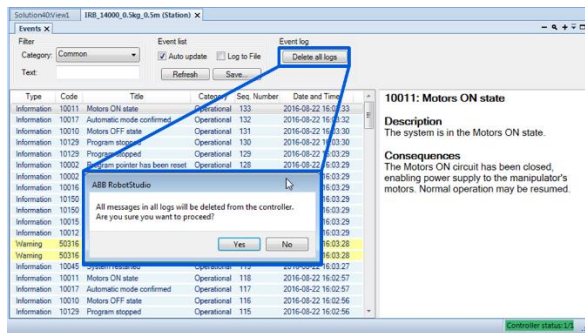 Solution40:View1 IRB_14000_0.5kg_0.5m (Station) X
Events X
Filter Event list Event log
Category: Common Auto update Log to File Delete all logs
Text: Refresh Save...
Type Code Title Category Seq. Number Date and Time
Information 10011 Motors ON state Operational 133 2016-08-22 16:03:33
Information 10017 Automatic mode confirmed Operational 132 2016-08-22 16:03:32
Information 10010 Motors OFF state Operational 131 2016-08-22 16:03:30
Information 10129 Program stopped Operational 130 2016-08-22 16:03:30
Information 10129 Program stopped Operational 129 2016-08-22 16:03:29
Information 10002 Program pointer has been reset Operational 128 2016-08-22 16:03:29
Information 10002 16:03:29
Information 10016 16:03:29
Information 10150 16:03:29
Information 10150 16:03:29
Information 10015 16:03:29
Information 10012 16:03:29
Warning 50316 16:03:28
Warning 50316 16:03:28
Information 10045 System restarted Operational 2016-08-22 16:03:27
Information 10011 Motors ON state Operational 118 2016-08-22 16:02:57
Information 10017 Automatic mode confirmed Operational 117 2016-08-22 16:02:57
Information 10010 Motors OFF state Operational 116 2016-08-22 16:02:56
Information 10129 Program stopped Operational 115 2016-08-22 16:02:56
ABB RobotStudio
All messages in all logs will be deleted from the controller.
Are you sure you want to proceed?
Yes No
10011: Motors ON state
Description
The system is in the Motors ON state.
Consequences
The Motors ON circuit has been closed,
enabling power supply to the manipulator's
motors. Normal operation may be resumed.
Controller status:1/1